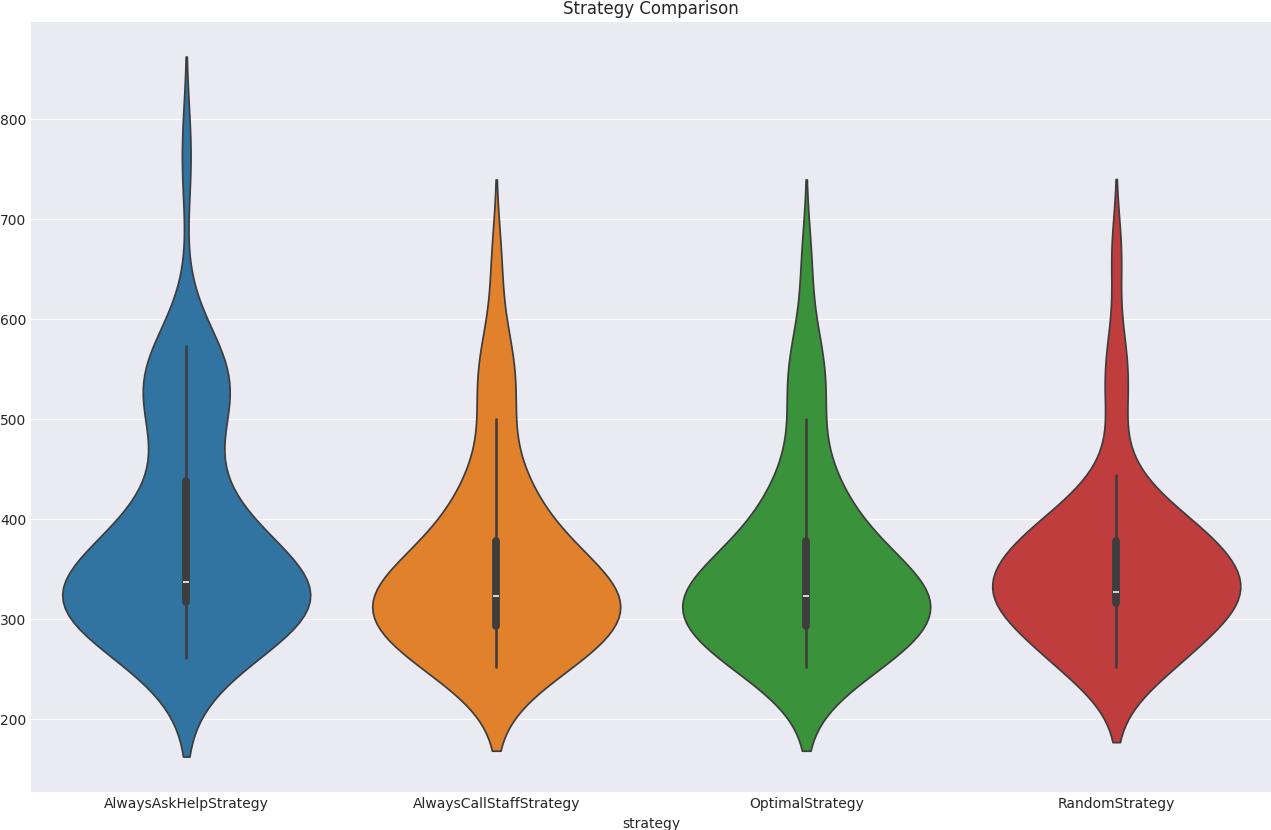 Strategy Comparison
800
700
600
500
400
300
200
AlwaysAskHelpStrategy AlwaysCallStaffStrategy OptimalStrategy RandomStrategy
strategy